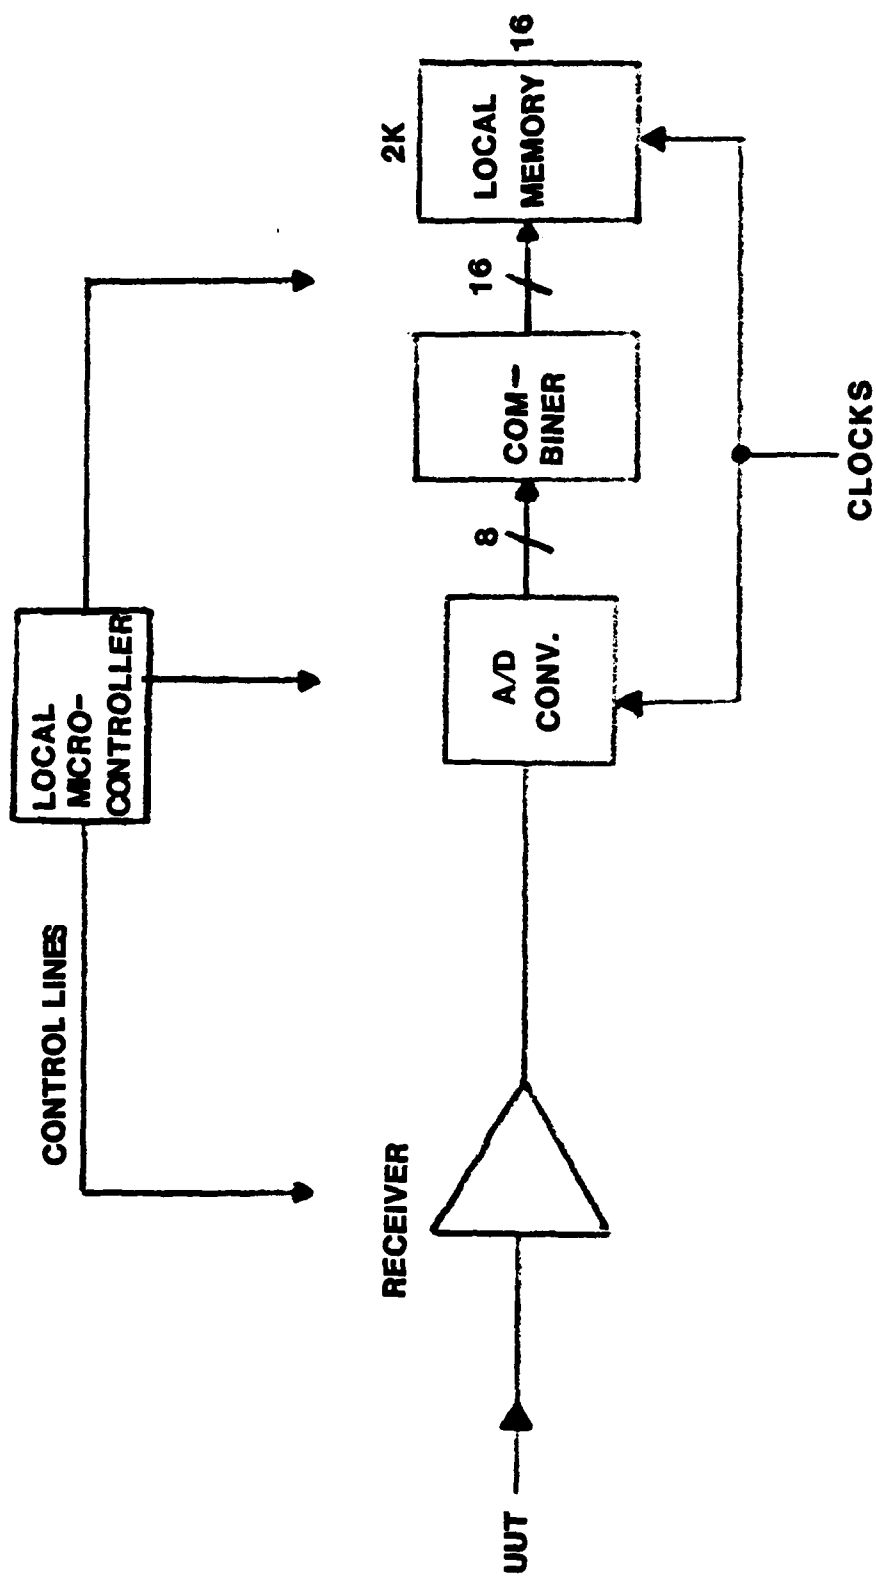 LOCAL
MICRO-
CONTROLLER
CONTROL LINES
RECEIVER
2K
UUT
A/D
CONV.
8
COM-
BINER
16
LOCAL
MEMORY
16
CLOCKS